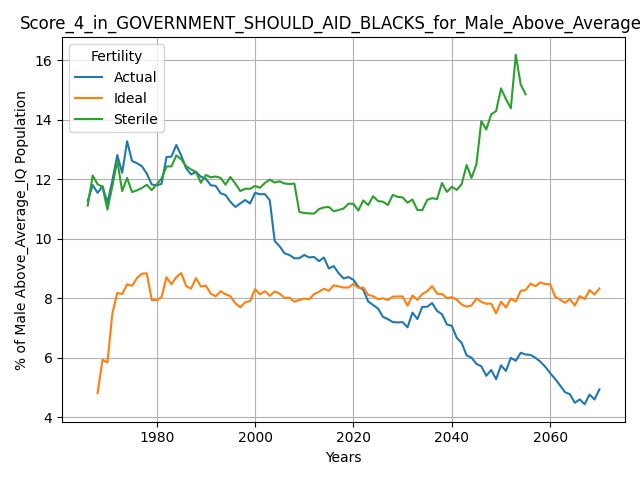 Score_4_in_GOVERNMENT_SHOULD_AID_BLACKS_for_Male_Above_Average
Fertility
Actual
Ideal
Sterile
% of Male Above_Average_IQ Population
16
14
12
10
8
6
4
1980
2000
2020
2040
2060
Years